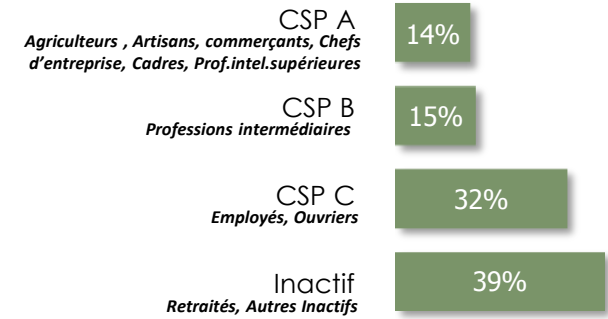 CSP A
Agriculteurs , Artisans, commerçants, Chefs
d’entreprise, Cadres, Prof.intel.supérieures
14%
CSP B
Professions intermédiaires
15%
CSP C
Employés, Ouvriers
32%
Inactif
Retraités, Autres Inactifs
39%